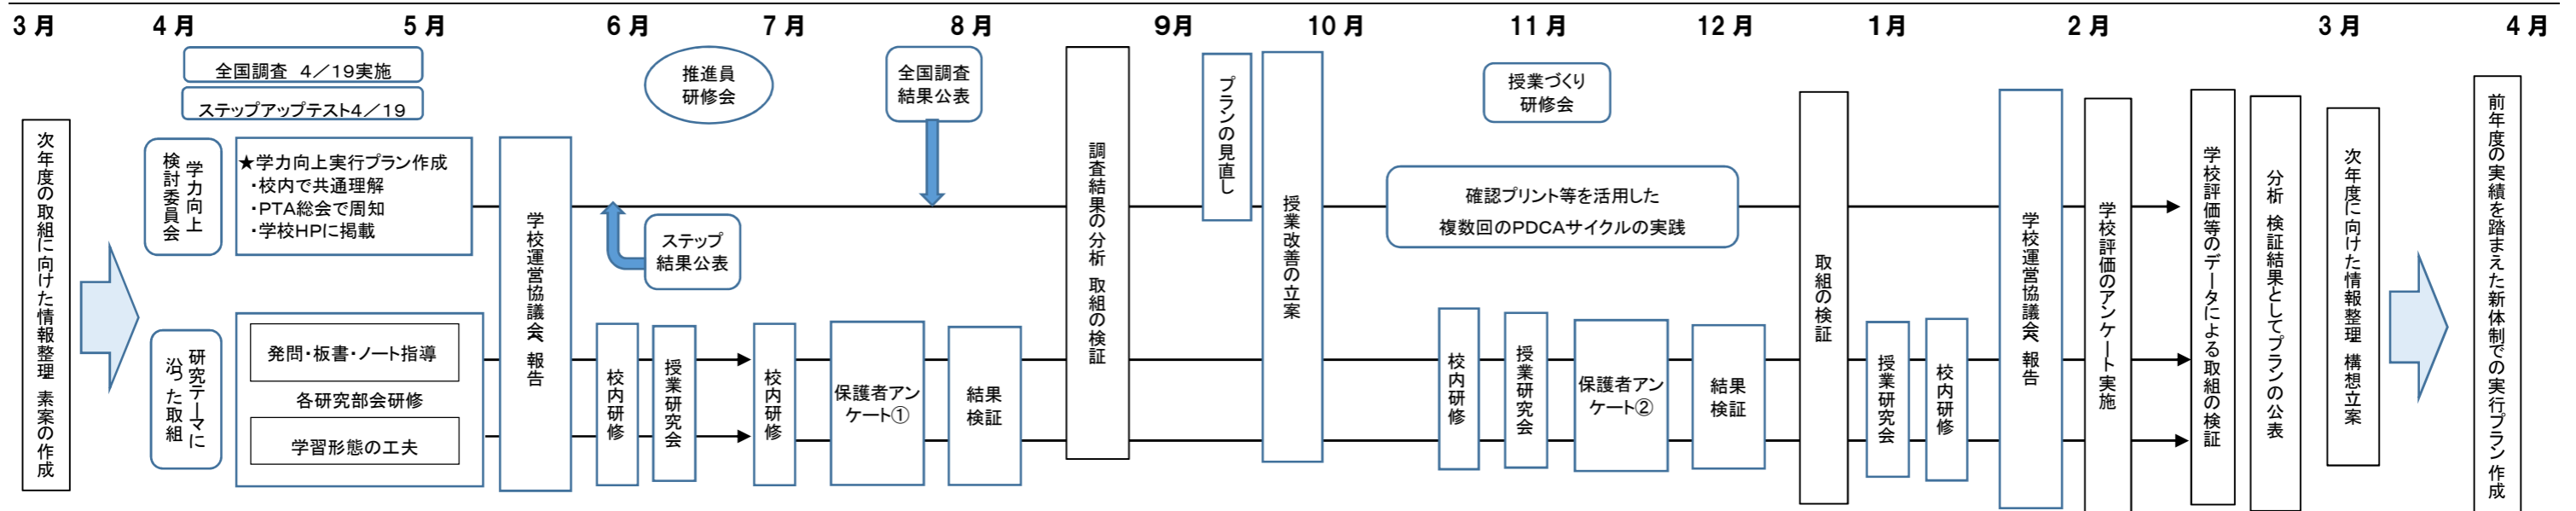 3月
4月
5月
6月
7月
8月
9月
10月
11月
12月
1月
2月
3月
4月
次年度の取組に向けた情報整理 素案の作成
全国調査 4/19実施
ステップアップテスト4/19
学力向上
検討委員会
★学力向上実行プラン作成
・校内で共通理解
・PTA総会で周知
・学校HPに掲載
研究テーマに
沿った取組
発問・板書・ノート指導
各研究部会研修
学習形態の工夫
学校運営協議会へ報告
推進員
研修会
ステップ
結果公表
校内研修
授業研究会
校内研修
保護者アン
ケート①
全国調査
結果公表
結果
検証
調査結果の分析 取組の検証
プランの見直し
授業改善の立案
授業づくり
研修会
確認プリント等を活用した
複数回のPDCAサイクルの実践
校内研修
授業研究会
保護者アン
ケート②
結果
検証
取組の検証
授業研究会
校内研修
学校運営協議会へ報告
学校評価のアンケート実施
学校評価等のデータによる取組の検証
分析 検証結果としてプランの公表
次年度に向けた情報整理 構想立案
前年度の実績を踏まえた新体制での実行プラン作成